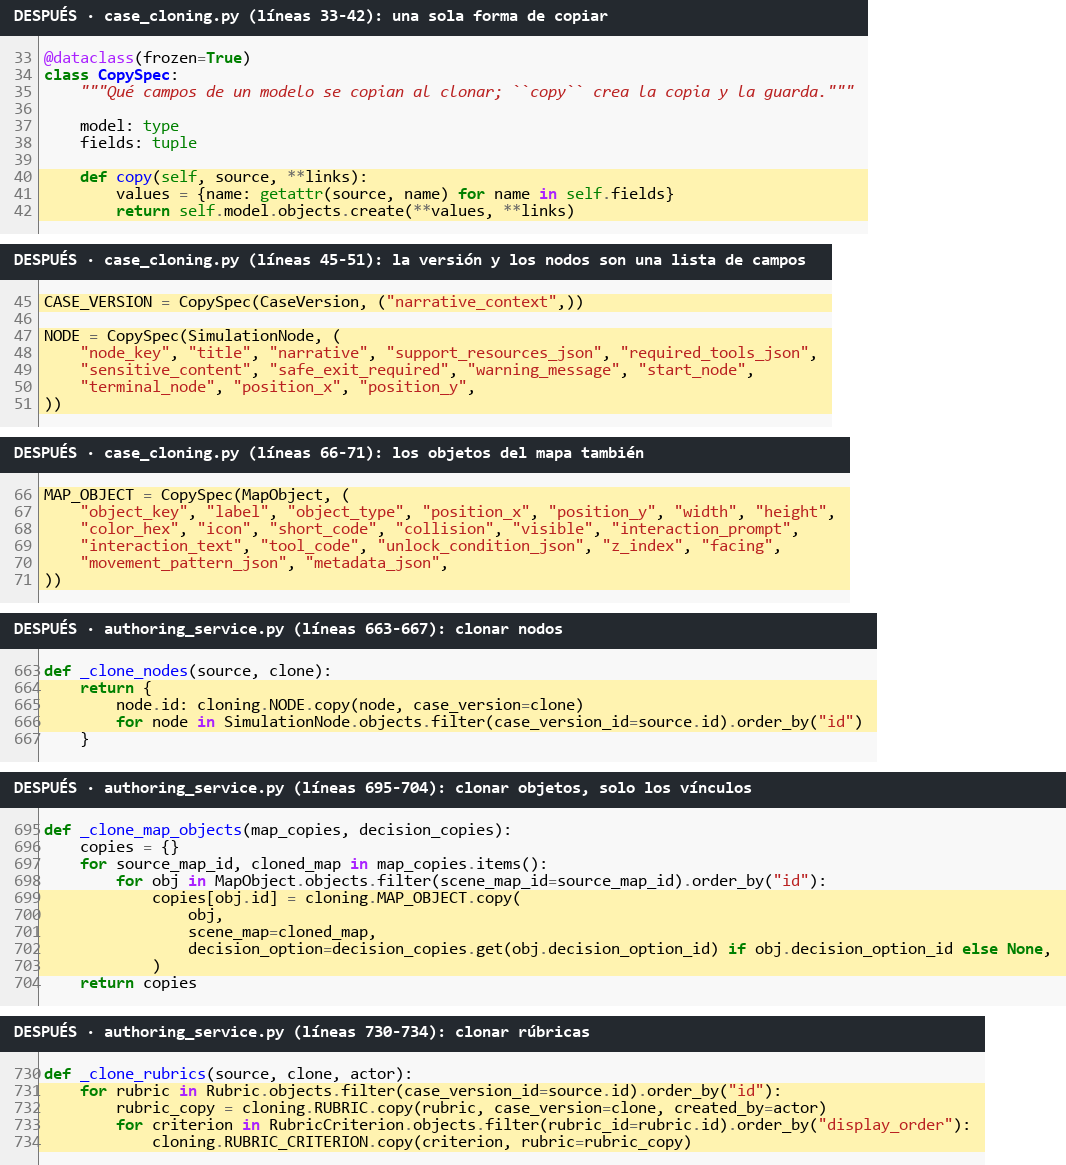 DESPUÉS · case_cloning.py (líneas 33-42): una sola forma de copiar
33 @dataclass(frozen=True)
34 class CopySpec:
35     """Qué campos de un modelo se copian al clonar; ``copy`` crea la copia y la guarda."""
36
37     model: type
38     fields: tuple
39
40     def copy(self, source, **links):
41         values = {name: getattr(source, name) for name in self.fields}
42         return self.model.objects.create(**values, **links)
DESPUÉS · case_cloning.py (líneas 45-51): la versión y los nodos son una lista de campos
45 CASE_VERSION = CopySpec(CaseVersion, ("narrative_context",))
46
47 NODE = CopySpec(SimulationNode, (
48     "node_key", "title", "narrative", "support_resources_json", "required_tools_json",
49     "sensitive_content", "safe_exit_required", "warning_message", "start_node",
50     "terminal_node", "position_x", "position_y",
51 ))
DESPUÉS · case_cloning.py (líneas 66-71): los objetos del mapa también
66 MAP_OBJECT = CopySpec(MapObject, (
67     "object_key", "label", "object_type", "position_x", "position_y", "width", "height",
68     "color_hex", "icon", "short_code", "collision", "visible", "interaction_prompt",
69     "interaction_text", "tool_code", "unlock_condition_json", "z_index", "facing",
70     "movement_pattern_json", "metadata_json",
71 ))
DESPUÉS · authoring_service.py (líneas 663-667): clonar nodos
663 def _clone_nodes(source, clone):
664     return {
665         node.id: cloning.NODE.copy(node, case_version=clone)
666         for node in SimulationNode.objects.filter(case_version_id=source.id).order_by("id")
667     }
DESPUÉS · authoring_service.py (líneas 695-704): clonar objetos, solo los vínculos
695 def _clone_map_objects(map_copies, decision_copies):
696     copies = {}
697     for source_map_id, cloned_map in map_copies.items():
698         for obj in MapObject.objects.filter(scene_map_id=source_map_id).order_by("id"):
699             copies[obj.id] = cloning.MAP_OBJECT.copy(
700                 obj,
701                 scene_map=cloned_map,
702                 decision_option=decision_copies.get(obj.decision_option_id) if obj.decision_option_id else None,
703             )
704     return copies
DESPUÉS · authoring_service.py (líneas 730-734): clonar rúbricas
730 def _clone_rubrics(source, clone, actor):
731     for rubric in Rubric.objects.filter(case_version_id=source.id).order_by("id"):
732         rubric_copy = cloning.RUBRIC.copy(rubric, case_version=clone, created_by=actor)
733         for criterion in RubricCriterion.objects.filter(rubric_id=rubric.id).order_by("display_order"):
734             cloning.RUBRIC_CRITERION.copy(criterion, rubric=rubric_copy)